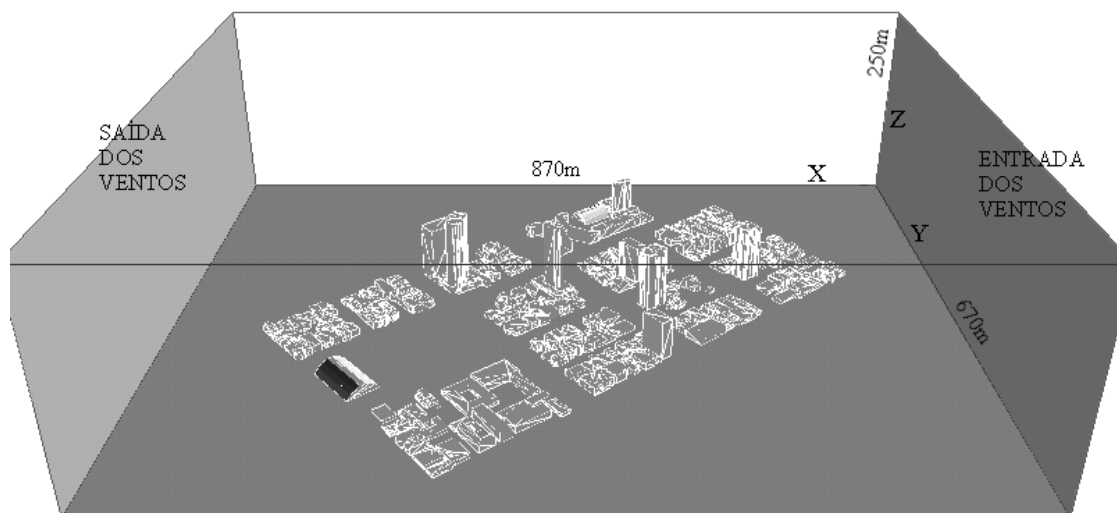 250m
SAÍDA
DOS
VENTOS
Z
ENTRADA
DOS
VENTOS
870m
X
Y
670m